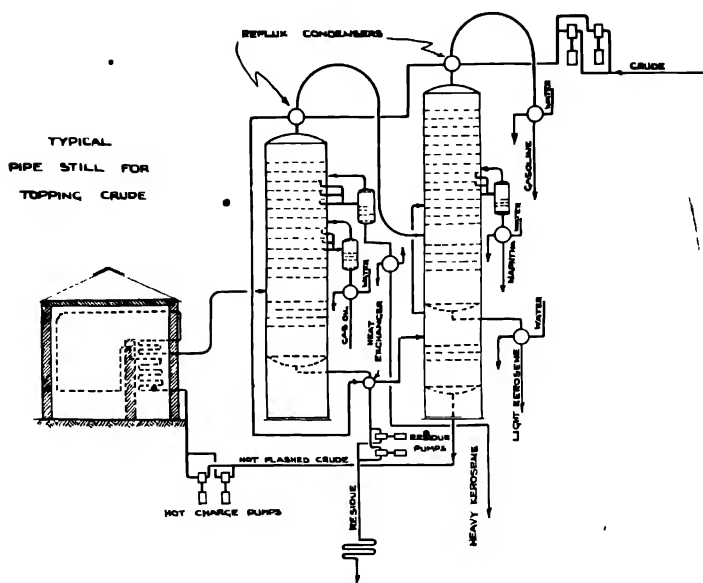 REFLUX CONDENSERS
CRUDE
TYPICAL
PIPE STILL FOR
TOPPING CRUDE
WATER
GASOLINE
WATER
NAPHTHA
WATER
GAS OIL
HEAT
EXCHANGER
WATER
LIGHT KEROSENE
RESIDUE
PUMPS
HOT FLASHED CRUDE
HOT CHARGE PUMPS
RESIDUE
HEAVY KEROSENE